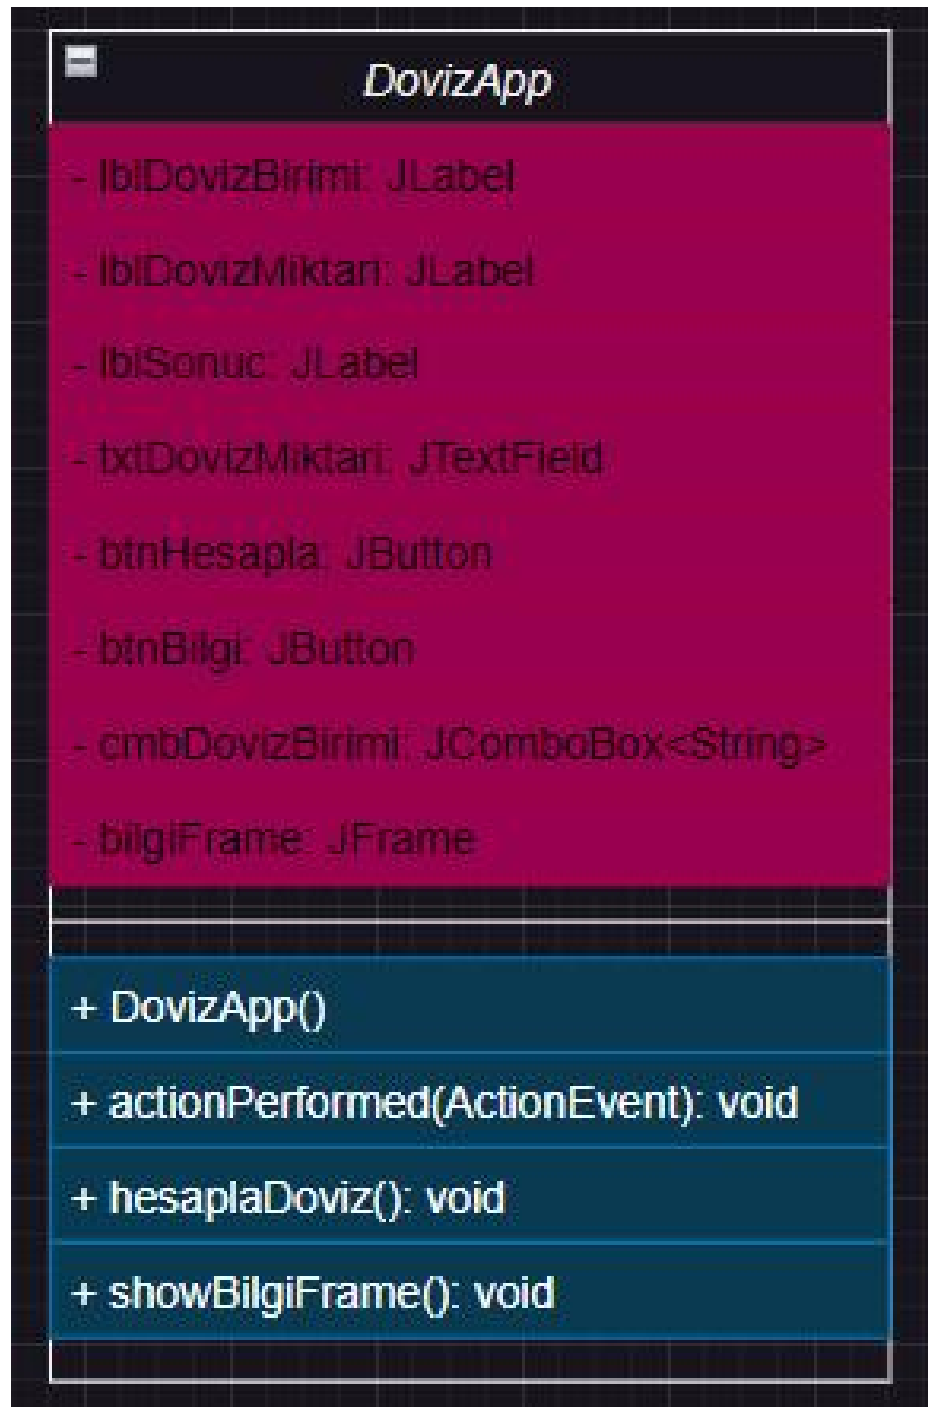 DovizApp
- lblDovizBirimi: JLabel
- lblDovizMiktari: JLabel
- lblSonuc: JLabel
- txtDovizMiktari: JTextField
- btnHesapla: JButton
- btnBilgi: JButton
- cmbDovizBirimi: JComboBox<String>
- bilgiFrame: JFrame
+ DovizApp()
+ actionPerformed(ActionEvent): void
+ hesaplaDoviz(): void
+ showBilgiFrame(): void